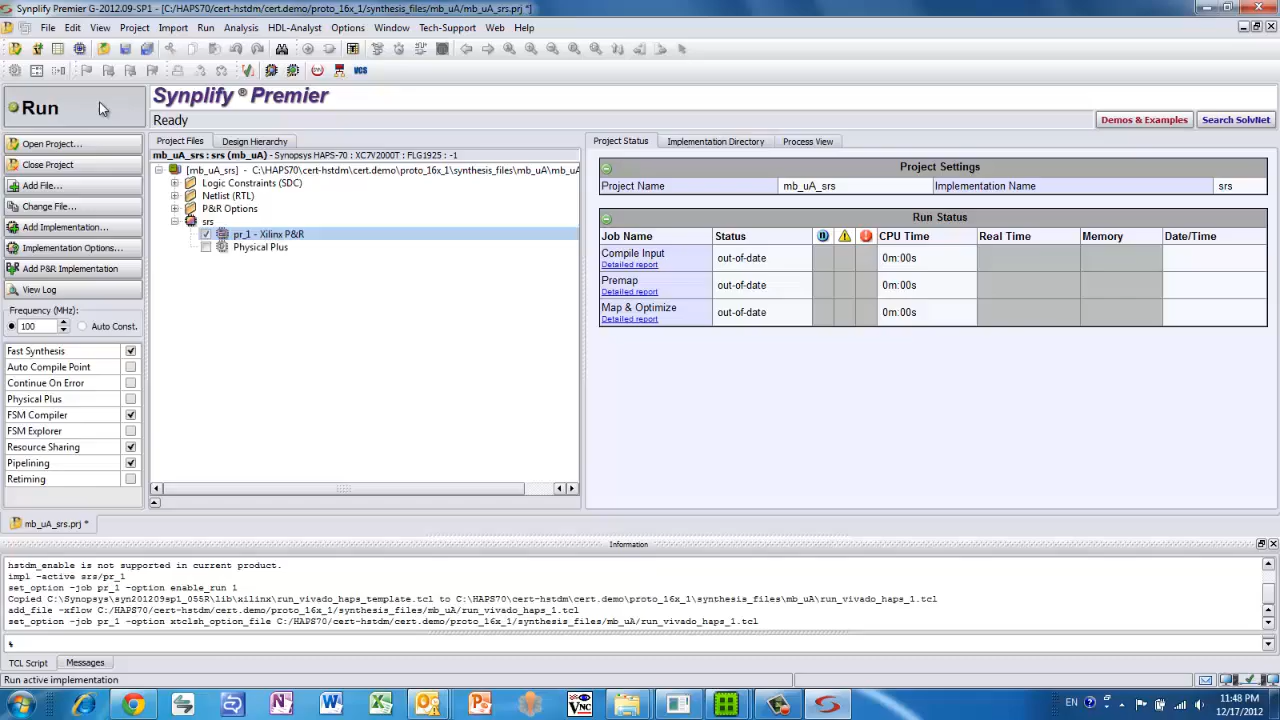 Synplify Premier G-2012.09-SP1 - [C:/HAPS70/cert-hstdm/cert.demo/proto_16x_1/synthesis_files/mb_uA/mb_uA_srs.prj *]
File Edit View Project Import Run Analysis HDL-Analyst Options Window Tech-Support Web Help
VCS
Run
Synplify ® Premier
Ready
Demos & Examples
Search SolvNet
Open Project...
Close Project
Add File...
Change File...
Add Implementation...
Implementation Options...
Add P&R Implementation
View Log
Frequency (MHz):
100
Auto Const.
Fast Synthesis
Auto Compile Point
Continue On Error
Physical Plus
FSM Compiler
FSM Explorer
Resource Sharing
Pipelining
Retiming
Project Files Design Hierarchy
mb_uA_srs : srs (mb_uA) - Synopsys HAPS-70 : XC7V2000T : FLG1925 : -1
[mb_uA_srs] - C:\HAPS70\cert-hstdm\cert.demo\proto_16x_1\synthesis_files\mb_uA\mb_uA
Logic Constraints (SDC)
Netlist (RTL)
P&R Options
srs
pr_1 - Xilinx P&R
Physical Plus
Project Status Implementation Directory Process View
Project Settings
Project Name mb_uA_srs Implementation Name srs
Run Status
Job Name Status CPU Time Real Time Memory Date/Time
Compile Input out-of-date 0m:00s
Detailed report
Premap out-of-date 0m:00s
Detailed report
Map & Optimize out-of-date 0m:00s
Detailed report
mb_uA_srs.prj *
Information
hstdm_enable is not supported in current product.
impl -active srs/pr_1
set_option -job pr_1 -option enable_run 1
Copied C:\Synopsys\syn201209sp1_055R\lib\xilinx\run_vivado_haps_template.tcl to C:\HAPS70\cert-hstdm\cert.demo\proto_16x_1\synthesis_files\mb_uA\run_vivado_haps_1.tcl
add_file -xflow C:/HAPS70/cert-hstdm/cert.demo/proto_16x_1/synthesis_files/mb_uA/run_vivado_haps_1.tcl
set_option -job pr_1 -option xtclsh_option_file C:/HAPS70/cert-hstdm/cert.demo/proto_16x_1/synthesis_files/mb_uA/run_vivado_haps_1.tcl
%
TCL Script Messages
Run active implementation
EN
11:48 PM
12/17/2012